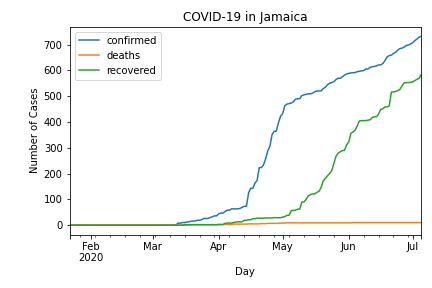 COVID-19 in Jamaica
confirmed
deaths
recovered
Number of Cases
700
600
500
400
300
200
100
0
Feb
2020
Mar
Apr
May
Jun
Jul
Day